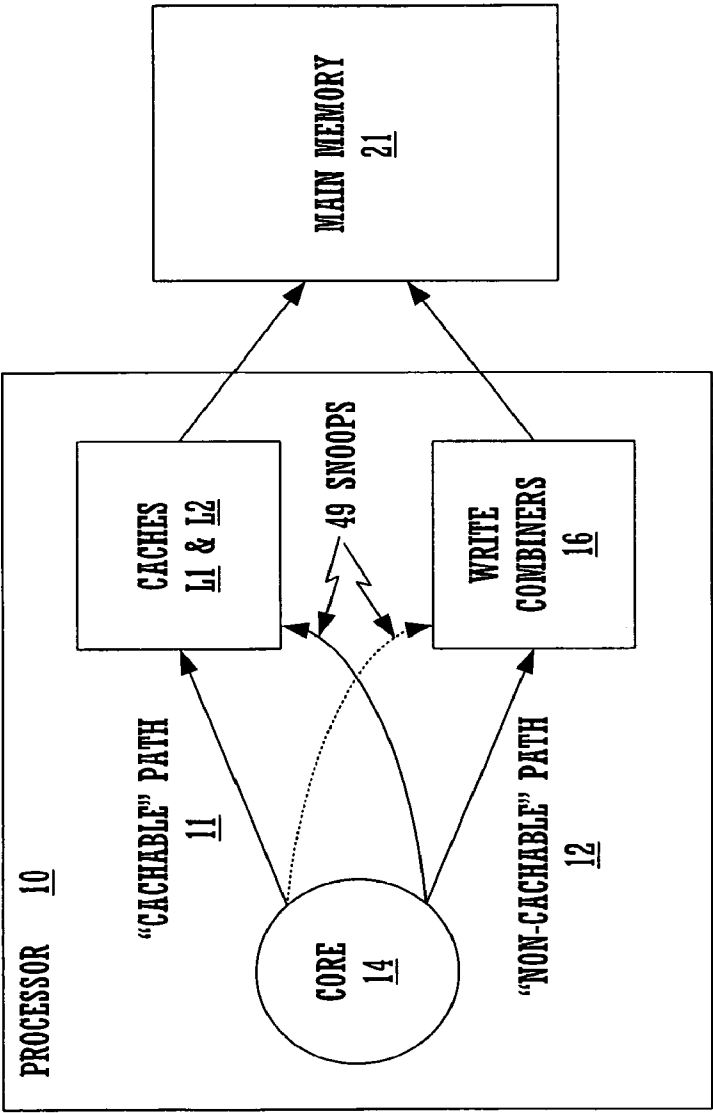 PROCESSOR 10
"CACHABLE" PATH
11
CORE
14
"NON-CACHABLE" PATH
12
CACHES
L1 & L2
49 SNOOPS
WRITE
COMBINERS
16
MAIN MEMORY
21